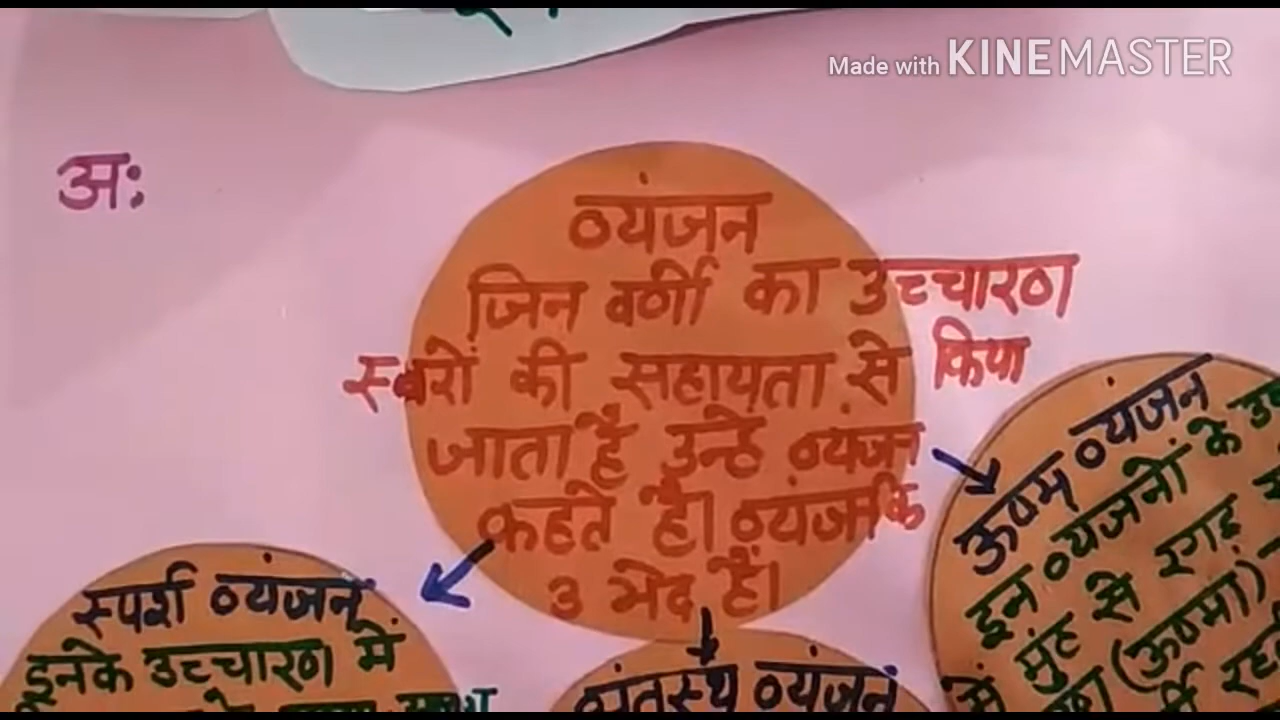 Made with KINEMASTER
अः
व्यंजन
जिन वर्णो का उच्चारण
स्वरों की सहायता से किया
जाता है उन्हे व्यंजन
कहते है। व्यंजन के
3 भेद हैं।
ऊष्म व्यंजन
इन व्यंजनों के
मुंह से रगड़
(ऊष्मा)
स्पर्श व्यंजन
इनके उच्चारण में
अंतस्थ व्यंजन